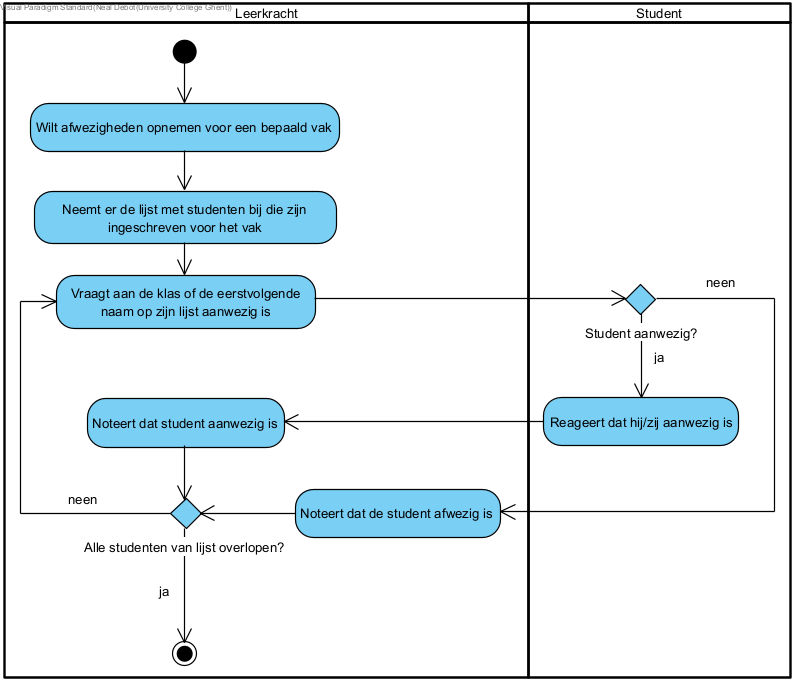 Visual Paradigm Standard(Neal Debot(University College Ghent))
Leerkracht
Student
Wilt afwezigheden opnemen voor een bepaald vak
Neemt er de lijst met studenten bij die zijn
ingeschreven voor het vak
Vraagt aan de klas of de eerstvolgende
naam op zijn lijst aanwezig is
neen
Student aanwezig?
ja
Noteert dat student aanwezig is
Reageert dat hij/zij aanwezig is
neen
Noteert dat de student afwezig is
Alle studenten van lijst overlopen?
ja